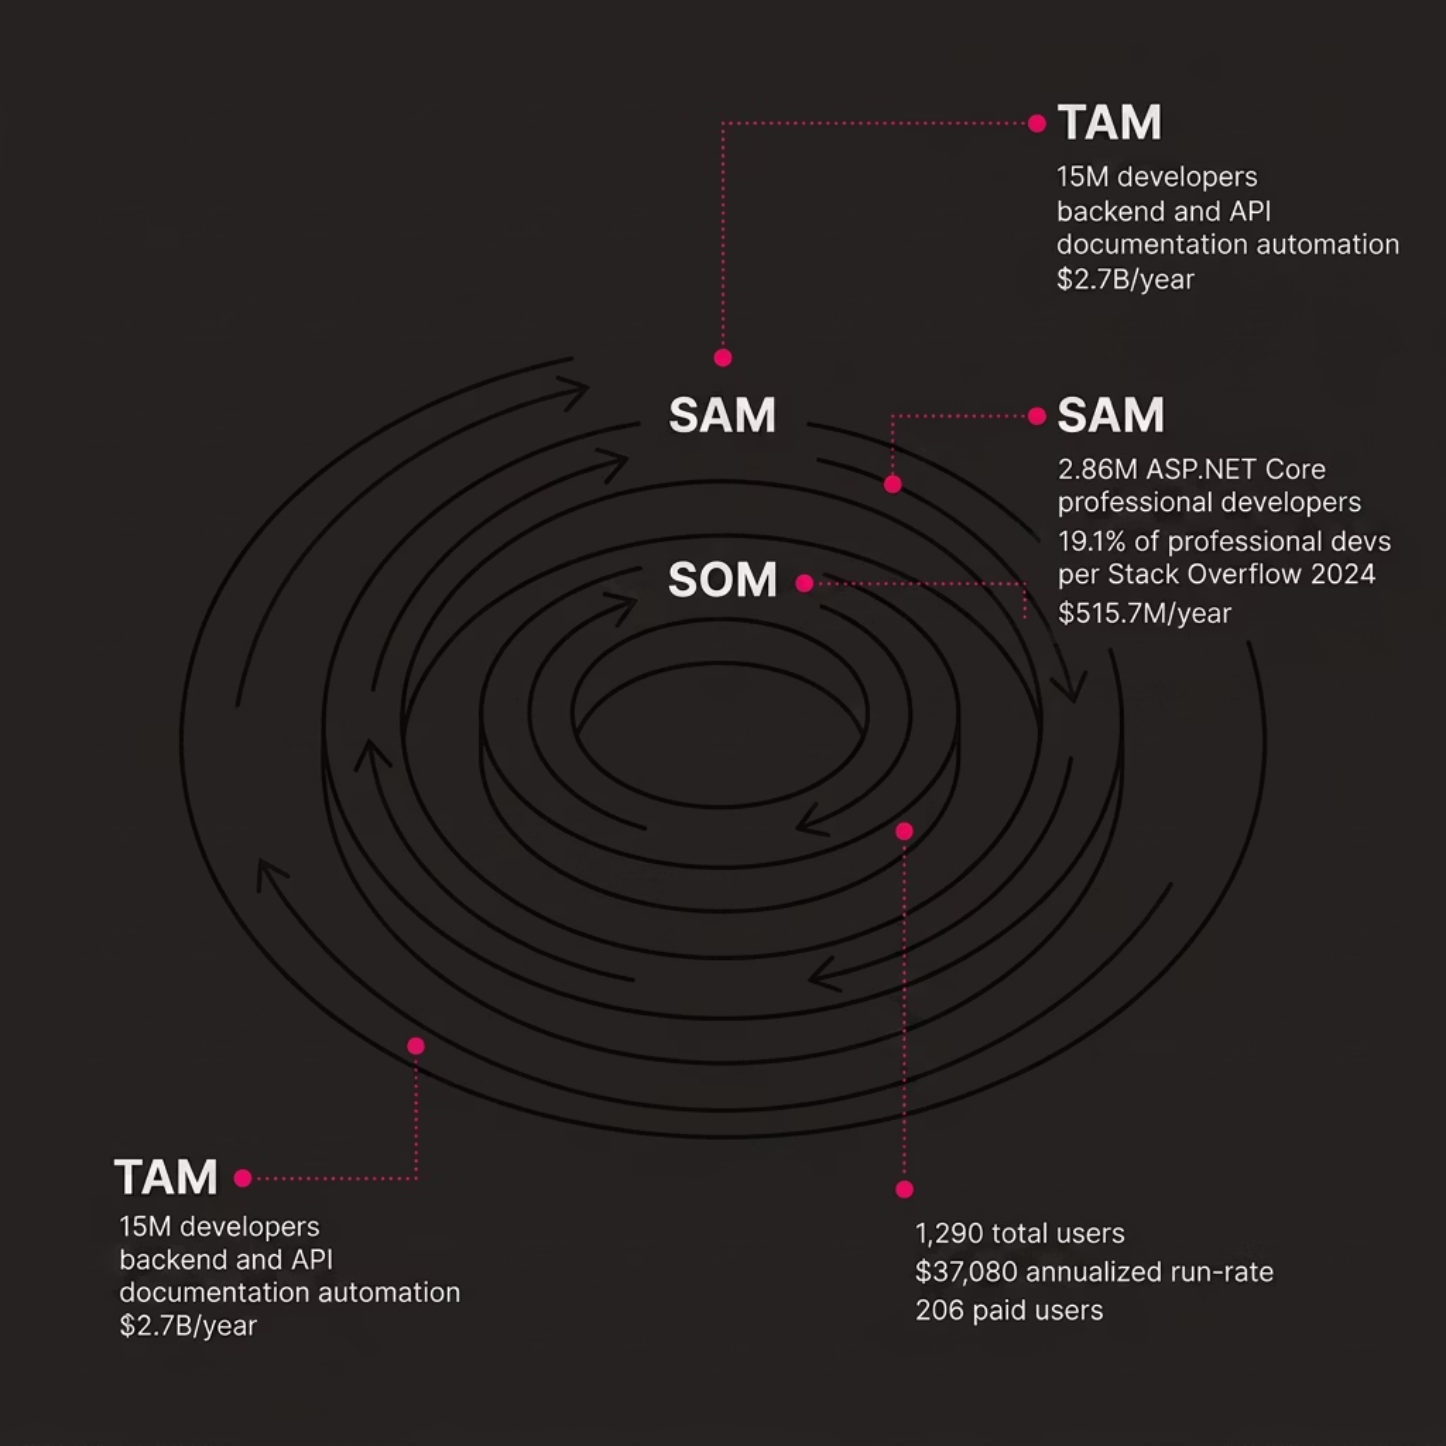 TAM
15M developers
backend and API
documentation automation
$2.7B/year
SAM
SAM
2.86M ASP.NET Core
professional developers
19.1% of professional devs
per Stack Overflow 2024
$515.7M/year
SOM
TAM
15M developers
backend and API
documentation automation
$2.7B/year
1,290 total users
$37,080 annualized run-rate
206 paid users